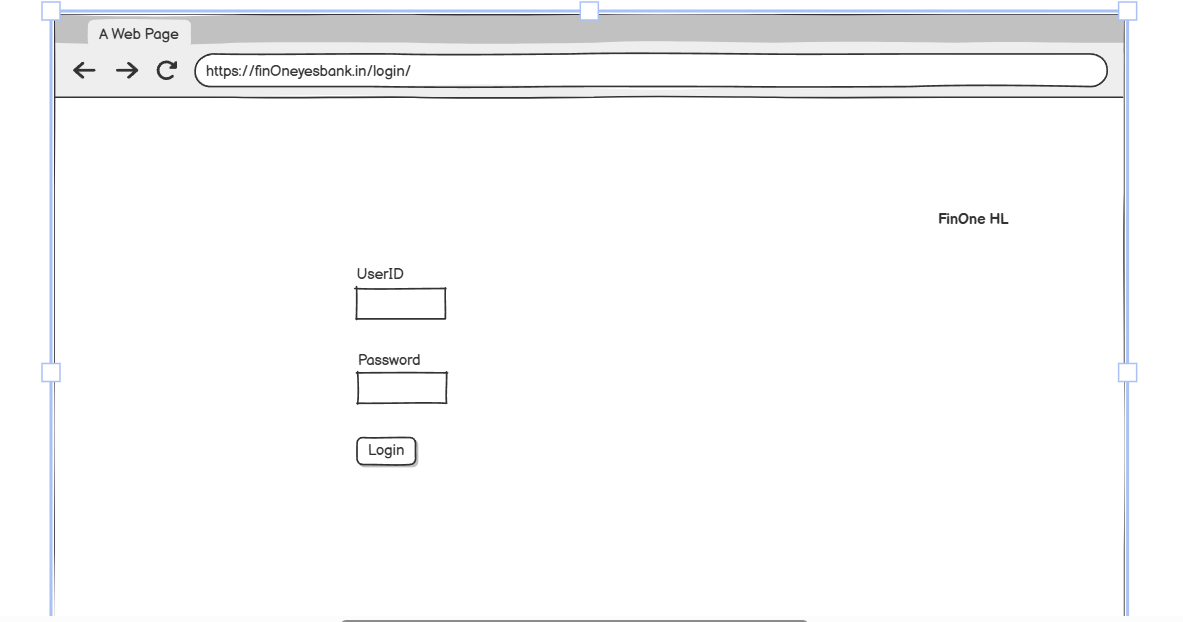 A Web Page
https://finOneyesbank.in/login/
FinOne HL
UserID
Password
Login